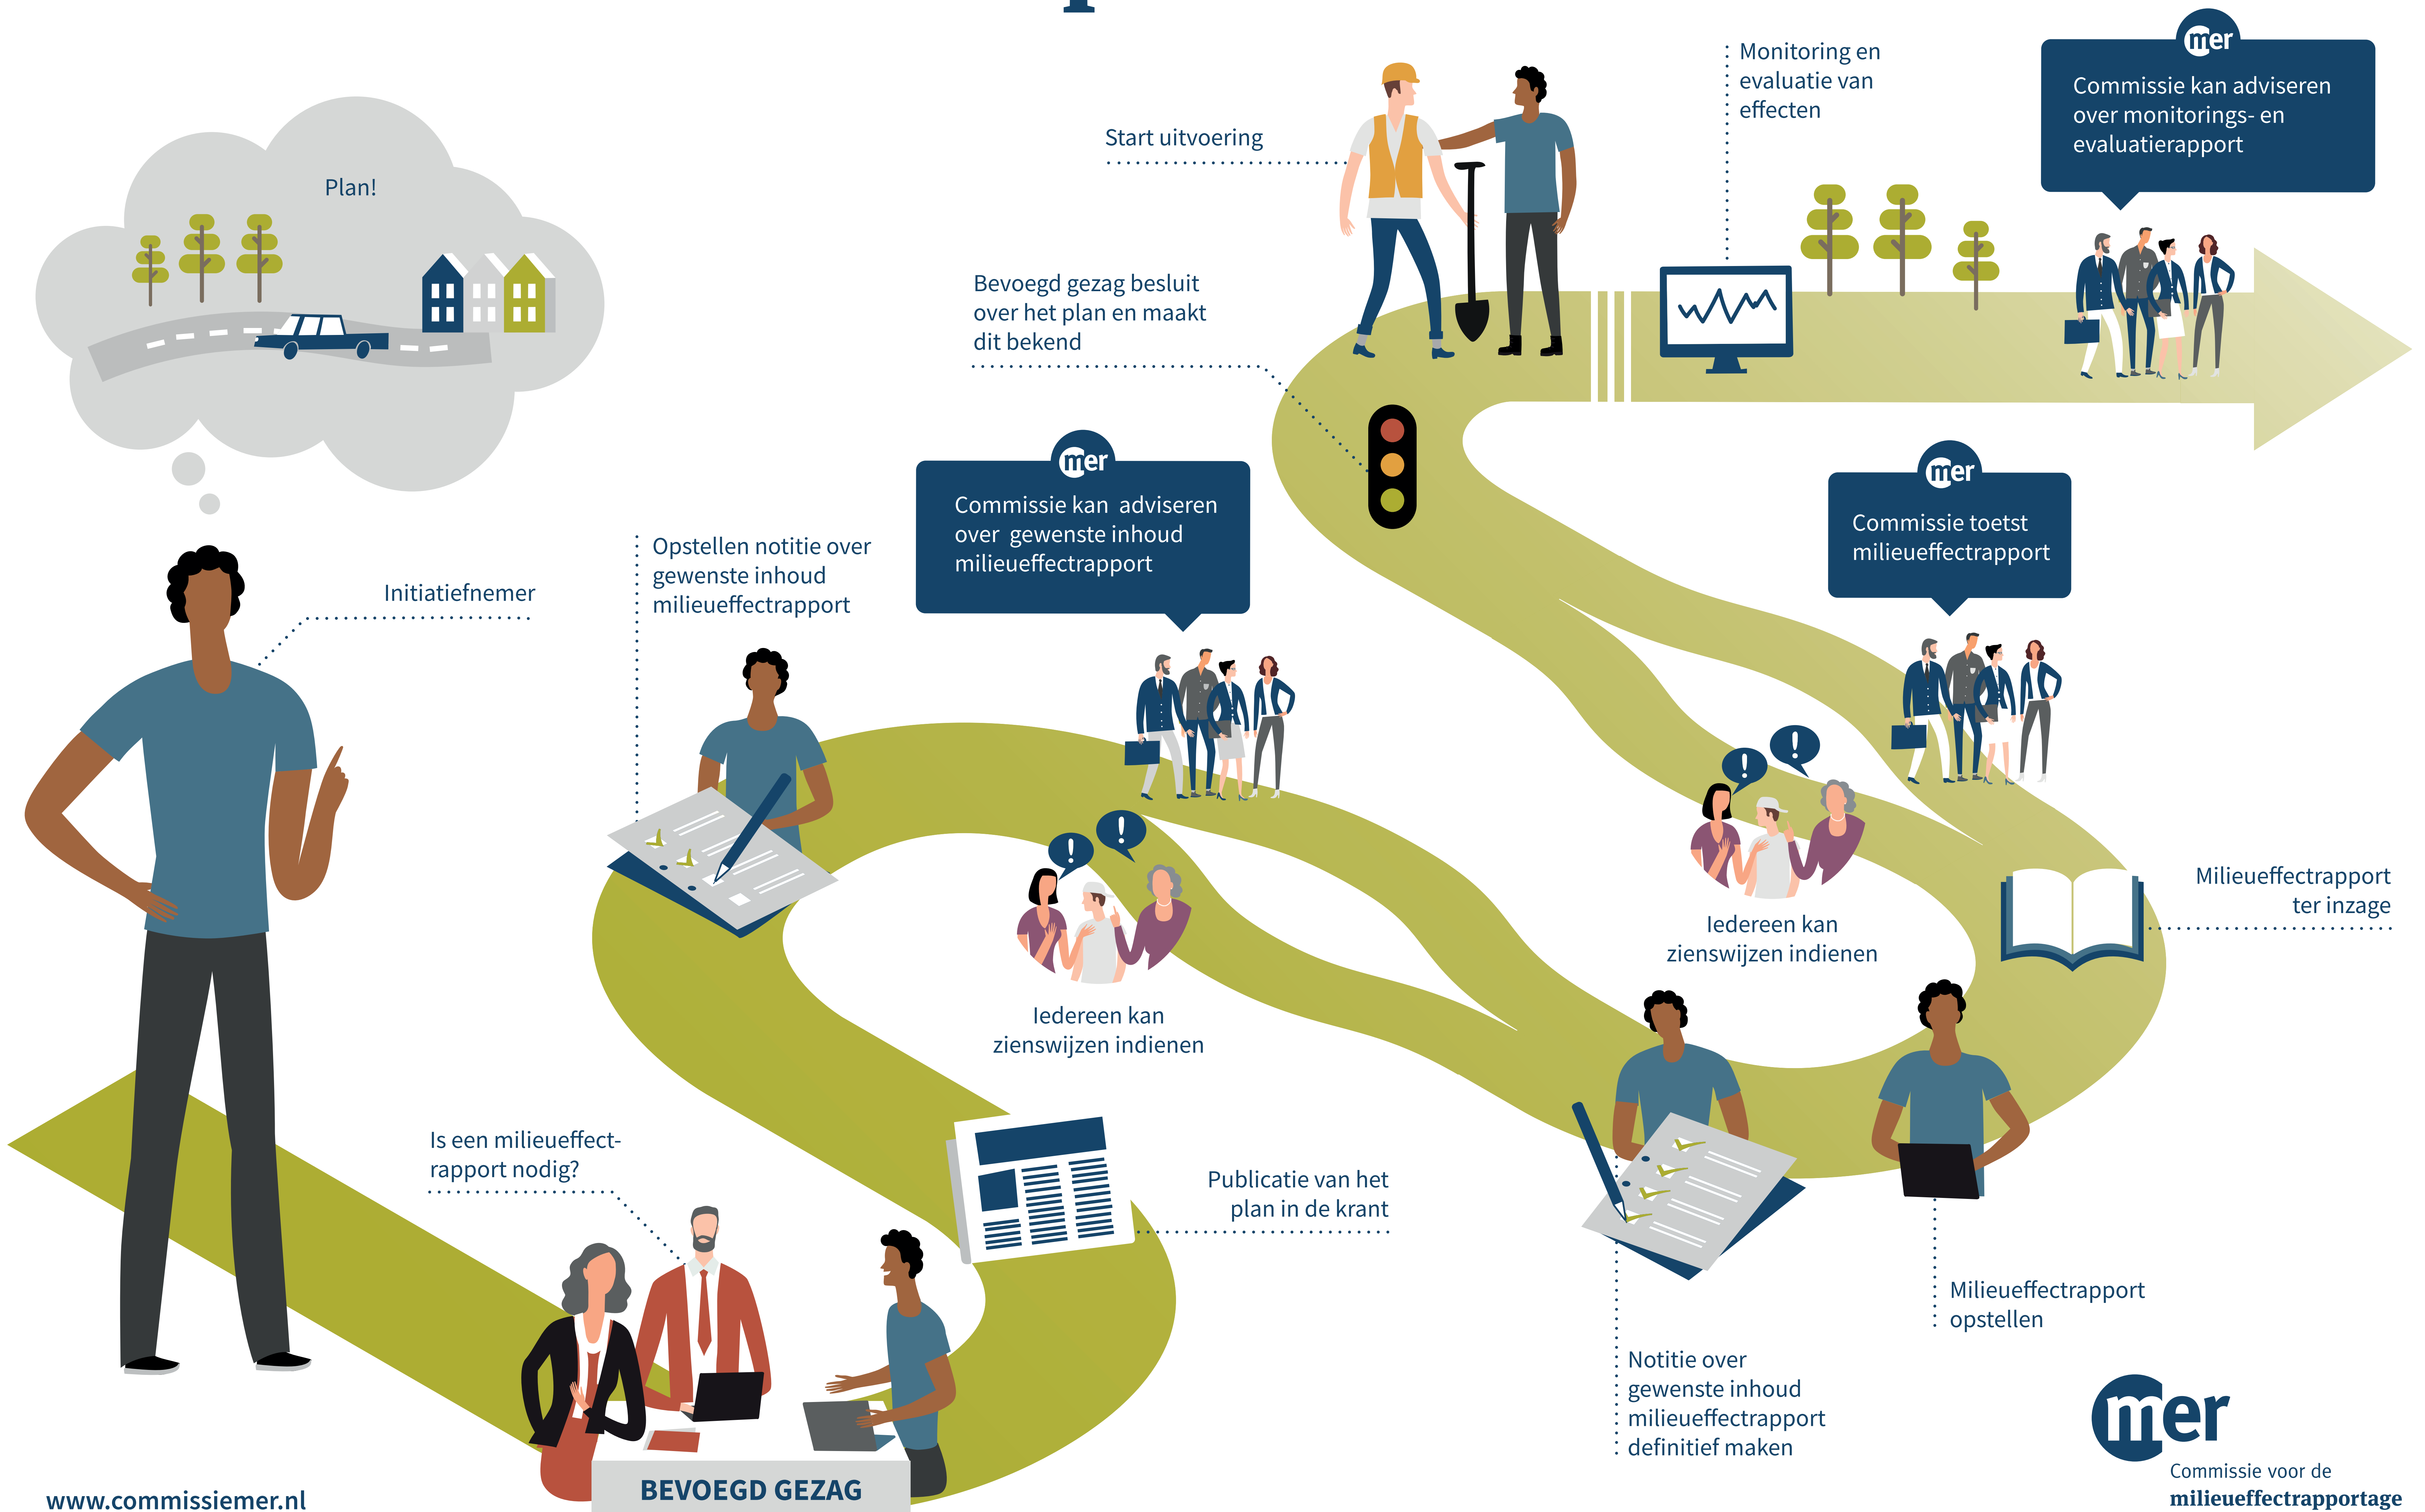 Plan!
Initiatiefnemer
Is een milieueffect-
rapport nodig?
BEVOEGD GEZAG
Publicatie van het
plan in de krant
Opstellen notitie over
gewenste inhoud
milieueffectrapport
mer
Commissie kan adviseren
over gewenste inhoud
milieueffectrapport
!
!
Iedereen kan
zienswijzen indienen
Notitie over
gewenste inhoud
milieueffectrapport
definitief maken
Milieueffectrapport
opstellen
Milieueffectrapport
ter inzage
mer
Commissie toetst
milieueffectrapport
!
!
Iedereen kan
zienswijzen indienen
Bevoegd gezag besluit
over het plan en maakt
dit bekend
Start uitvoering
Monitoring en
evaluatie van
effecten
mer
Commissie kan adviseren
over monitorings- en
evaluatierapport
www.commissiemer.nl
mer
Commissie voor de
milieueffectrapportage